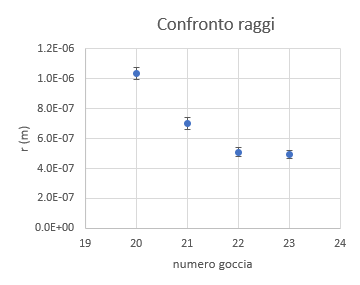 Confronto raggi
1.2E-06
1.0E-06
8.0E-07
6.0E-07
4.0E-07
2.0E-07
0.0E+00
r (m)
19 20 21 22 23 24
numero goccia